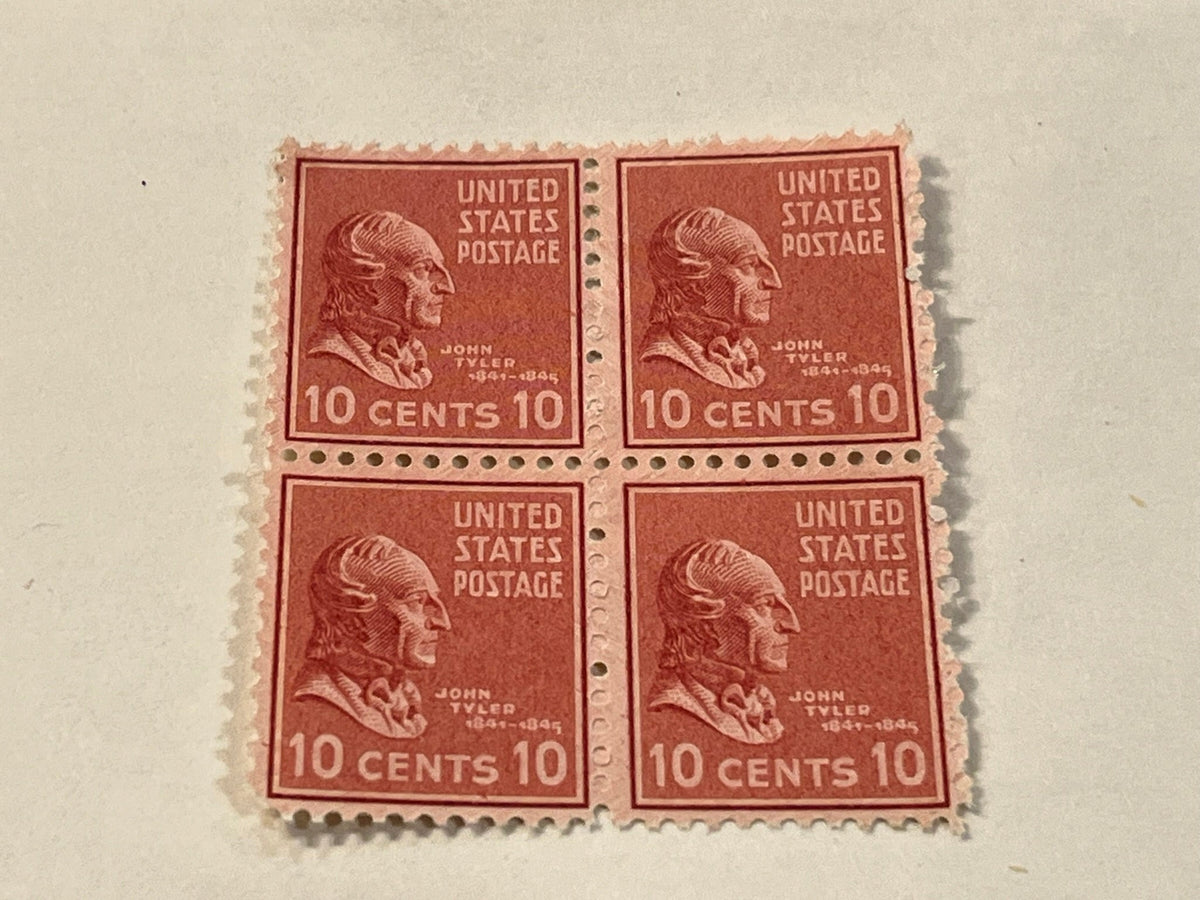 UNITED
STATES
POSTAGE
JOHN
TYLER
1841-1845
10 CENTS 10
UNITED
STATES
POSTAGE
JOHN
TYLER
1841-1845
10 CENTS 10
UNITED
STATES
POSTAGE
JOHN
TYLER
1841-1845
10 CENTS 10
UNITED
STATES
POSTAGE
JOHN
TYLER
1841-1845
10 CENTS 10